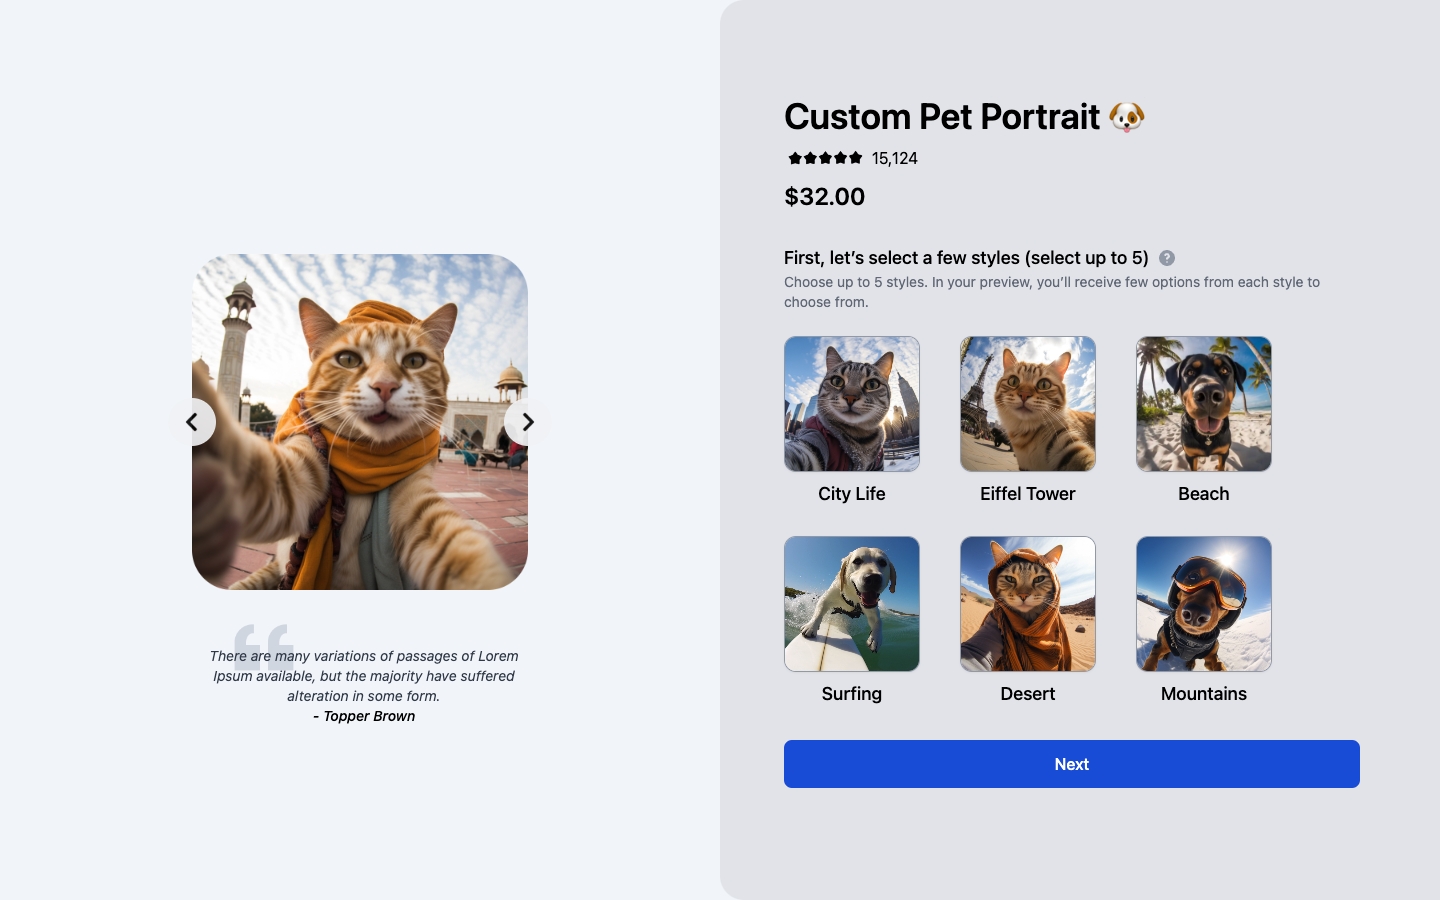 Custom Pet Portrait 🐶
15,124
$32.00
First, let’s select a few styles (select up to 5) ?
Choose up to 5 styles. In your preview, you’ll receive few options from each style to
choose from.
City Life
Eiffel Tower
Beach
Surfing
Desert
Mountains
Next
“
There are many variations of passages of Lorem
Ipsum available, but the majority have suffered
alteration in some form.
- Topper Brown